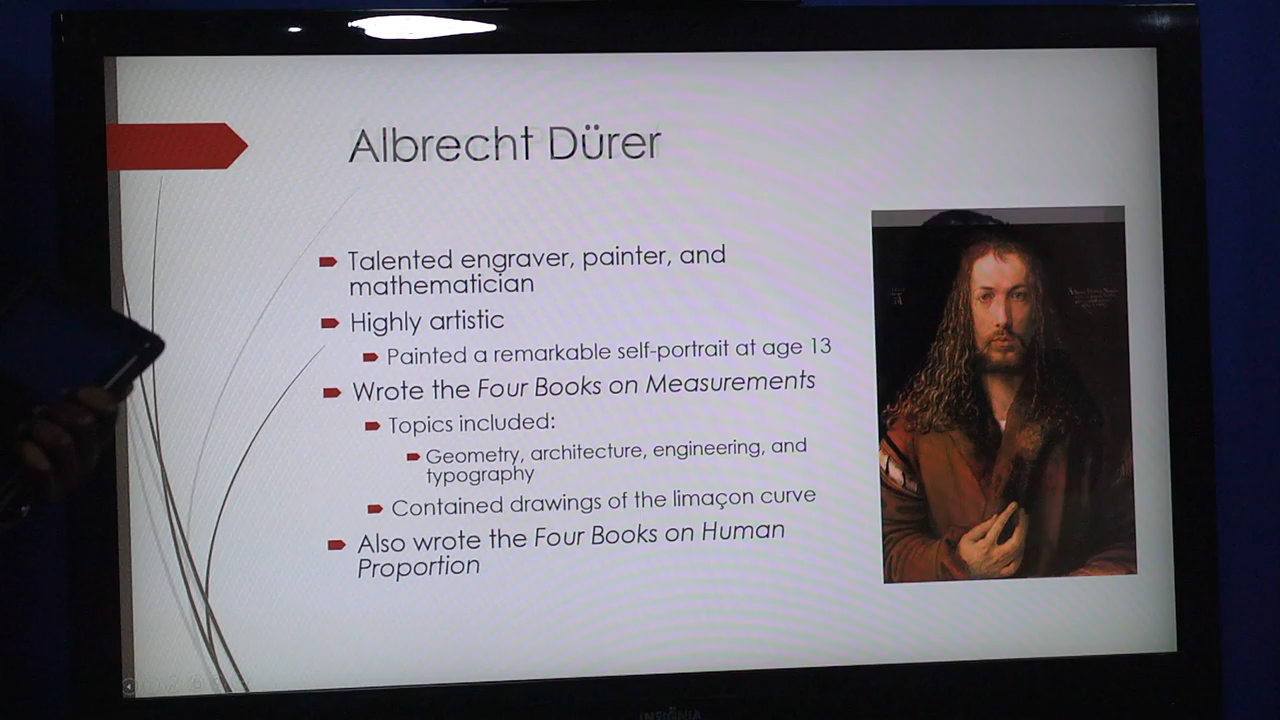 Albrecht Dürer
Talented engraver, painter, and
mathematician
Highly artistic
Painted a remarkable self-portrait at age 13
Wrote the Four Books on Measurements
Topics included:
Geometry, architecture, engineering, and
typography
Contained drawings of the limaçon curve
Also wrote the Four Books on Human
Proportion
INSIGNIA